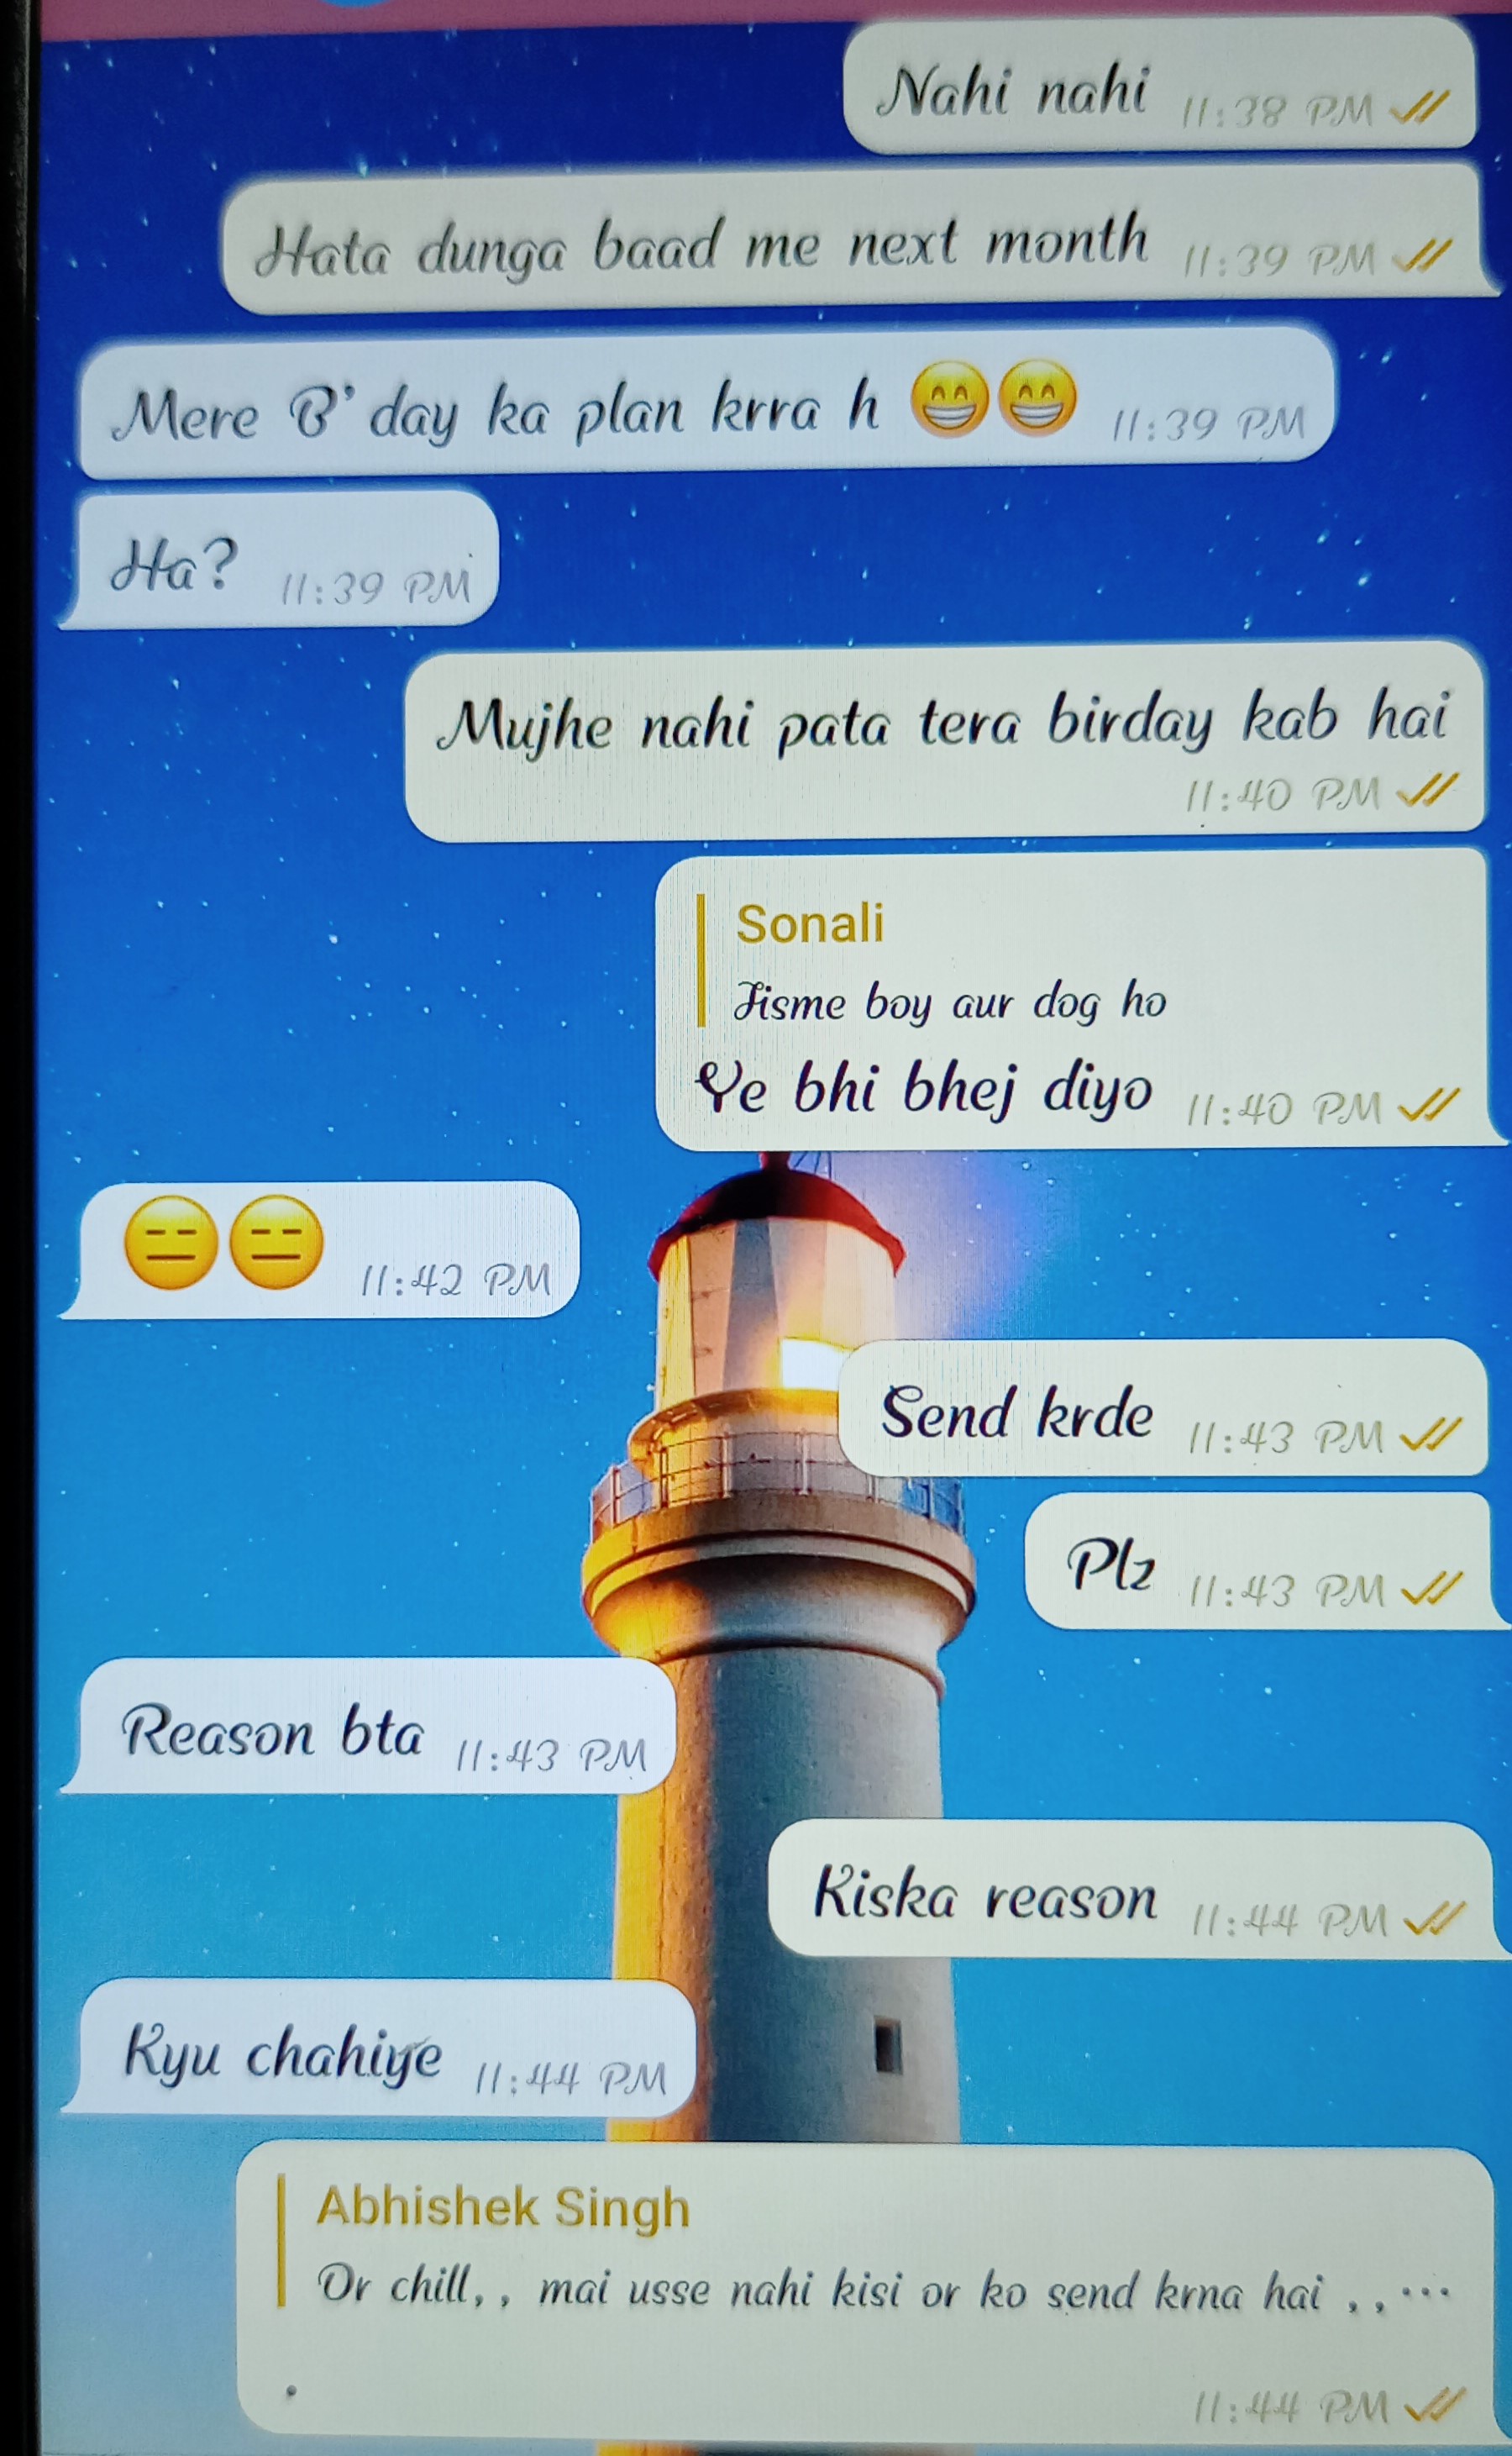 Nahi nahi 11:38 PM
Hata dunga baad me next month 11:39 PM
Mere B'day ka plan krra h 😁😁 11:39 PM
Ha? 11:39 PM
Mujhe nahi pata tera birday kab hai
11:40 PM
Sonali
Jisme boy aur dog ho
Ye bhi bhej diyo 11:40 PM
😑😑 11:42 PM
Send krde 11:43 PM
Plz 11:43 PM
Reason bta 11:43 PM
Kiska reason 11:44 PM
Kyu chahiye 11:44 PM
Abhishek Singh
Or chill,, mai usse nahi kisi or ko send krna hai ,,...
.
11:44 PM